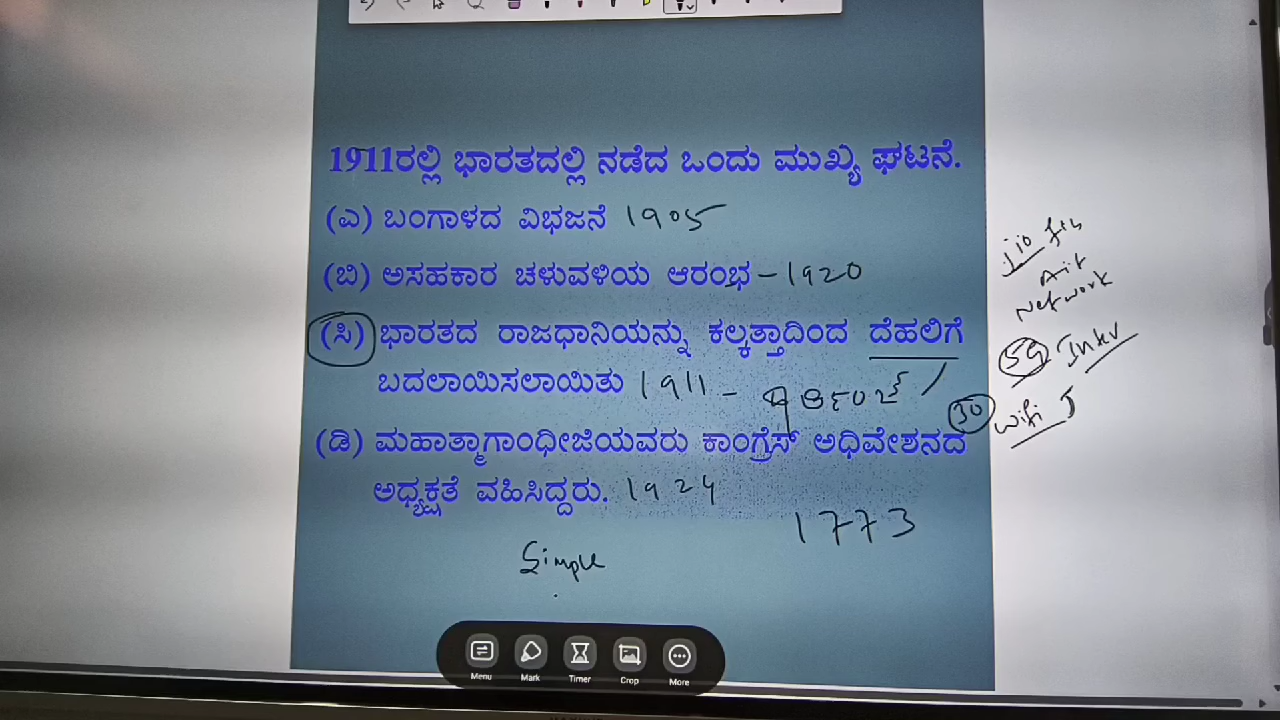 1911ರಲ್ಲಿ ಭಾರತದಲ್ಲಿ ನಡೆದ ಒಂದು ಮುಖ್ಯ ಘಟನೆ.
(ಎ) ಬಂಗಾಳದ ವಿಭಜನೆ 1905
(ಬಿ) ಅಸಹಕಾರ ಚಳುವಳಿಯ ಆರಂಭ - 1920
(ಸಿ) ಭಾರತದ ರಾಜಧಾನಿಯನ್ನು ಕಲ್ಕತ್ತಾದಿಂದ ದೆಹಲಿಗೆ
ಬದಲಾಯಿಸಲಾಯಿತು 1911 -
(ಡಿ) ಮಹಾತ್ಮಾಗಾಂಧೀಜಿಯವರು ಕಾಂಗ್ರೆಸ್ ಅಧಿವೇಶನದ
ಅಧ್ಯಕ್ಷತೆ ವಹಿಸಿದ್ದರು. 1924
1773
Simple
Jio
Air
Network
5G
Wifi
Menu Mark Timer Crop More